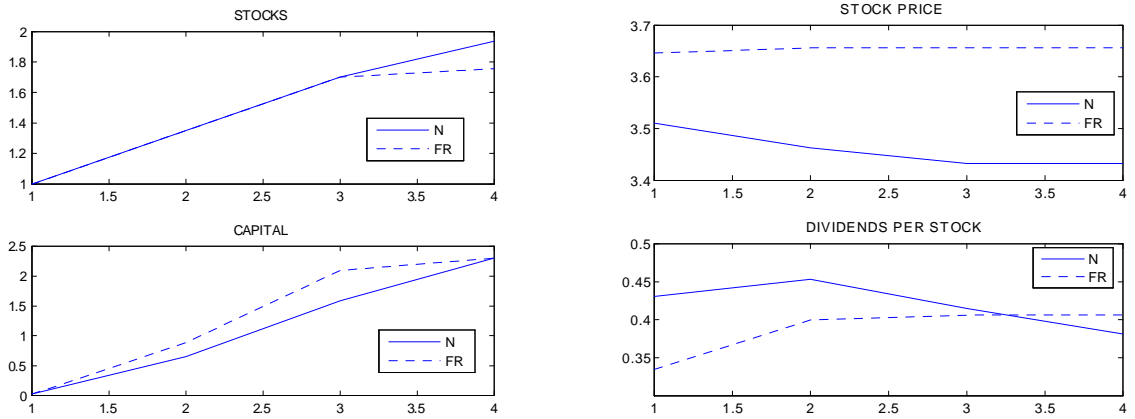 STOCKS
2
1.8
1.6
1.4
1.2
1
1 1.5 2 2.5 3 3.5 4
N
FR
STOCK PRICE
3.7
3.6
3.5
3.4
1 1.5 2 2.5 3 3.5 4
N
FR
CAPITAL
2.5
2
1.5
1
0.5
0
1 1.5 2 2.5 3 3.5 4
N
FR
DIVIDENDS PER STOCK
0.5
0.45
0.4
0.35
1 1.5 2 2.5 3 3.5 4
N
FR